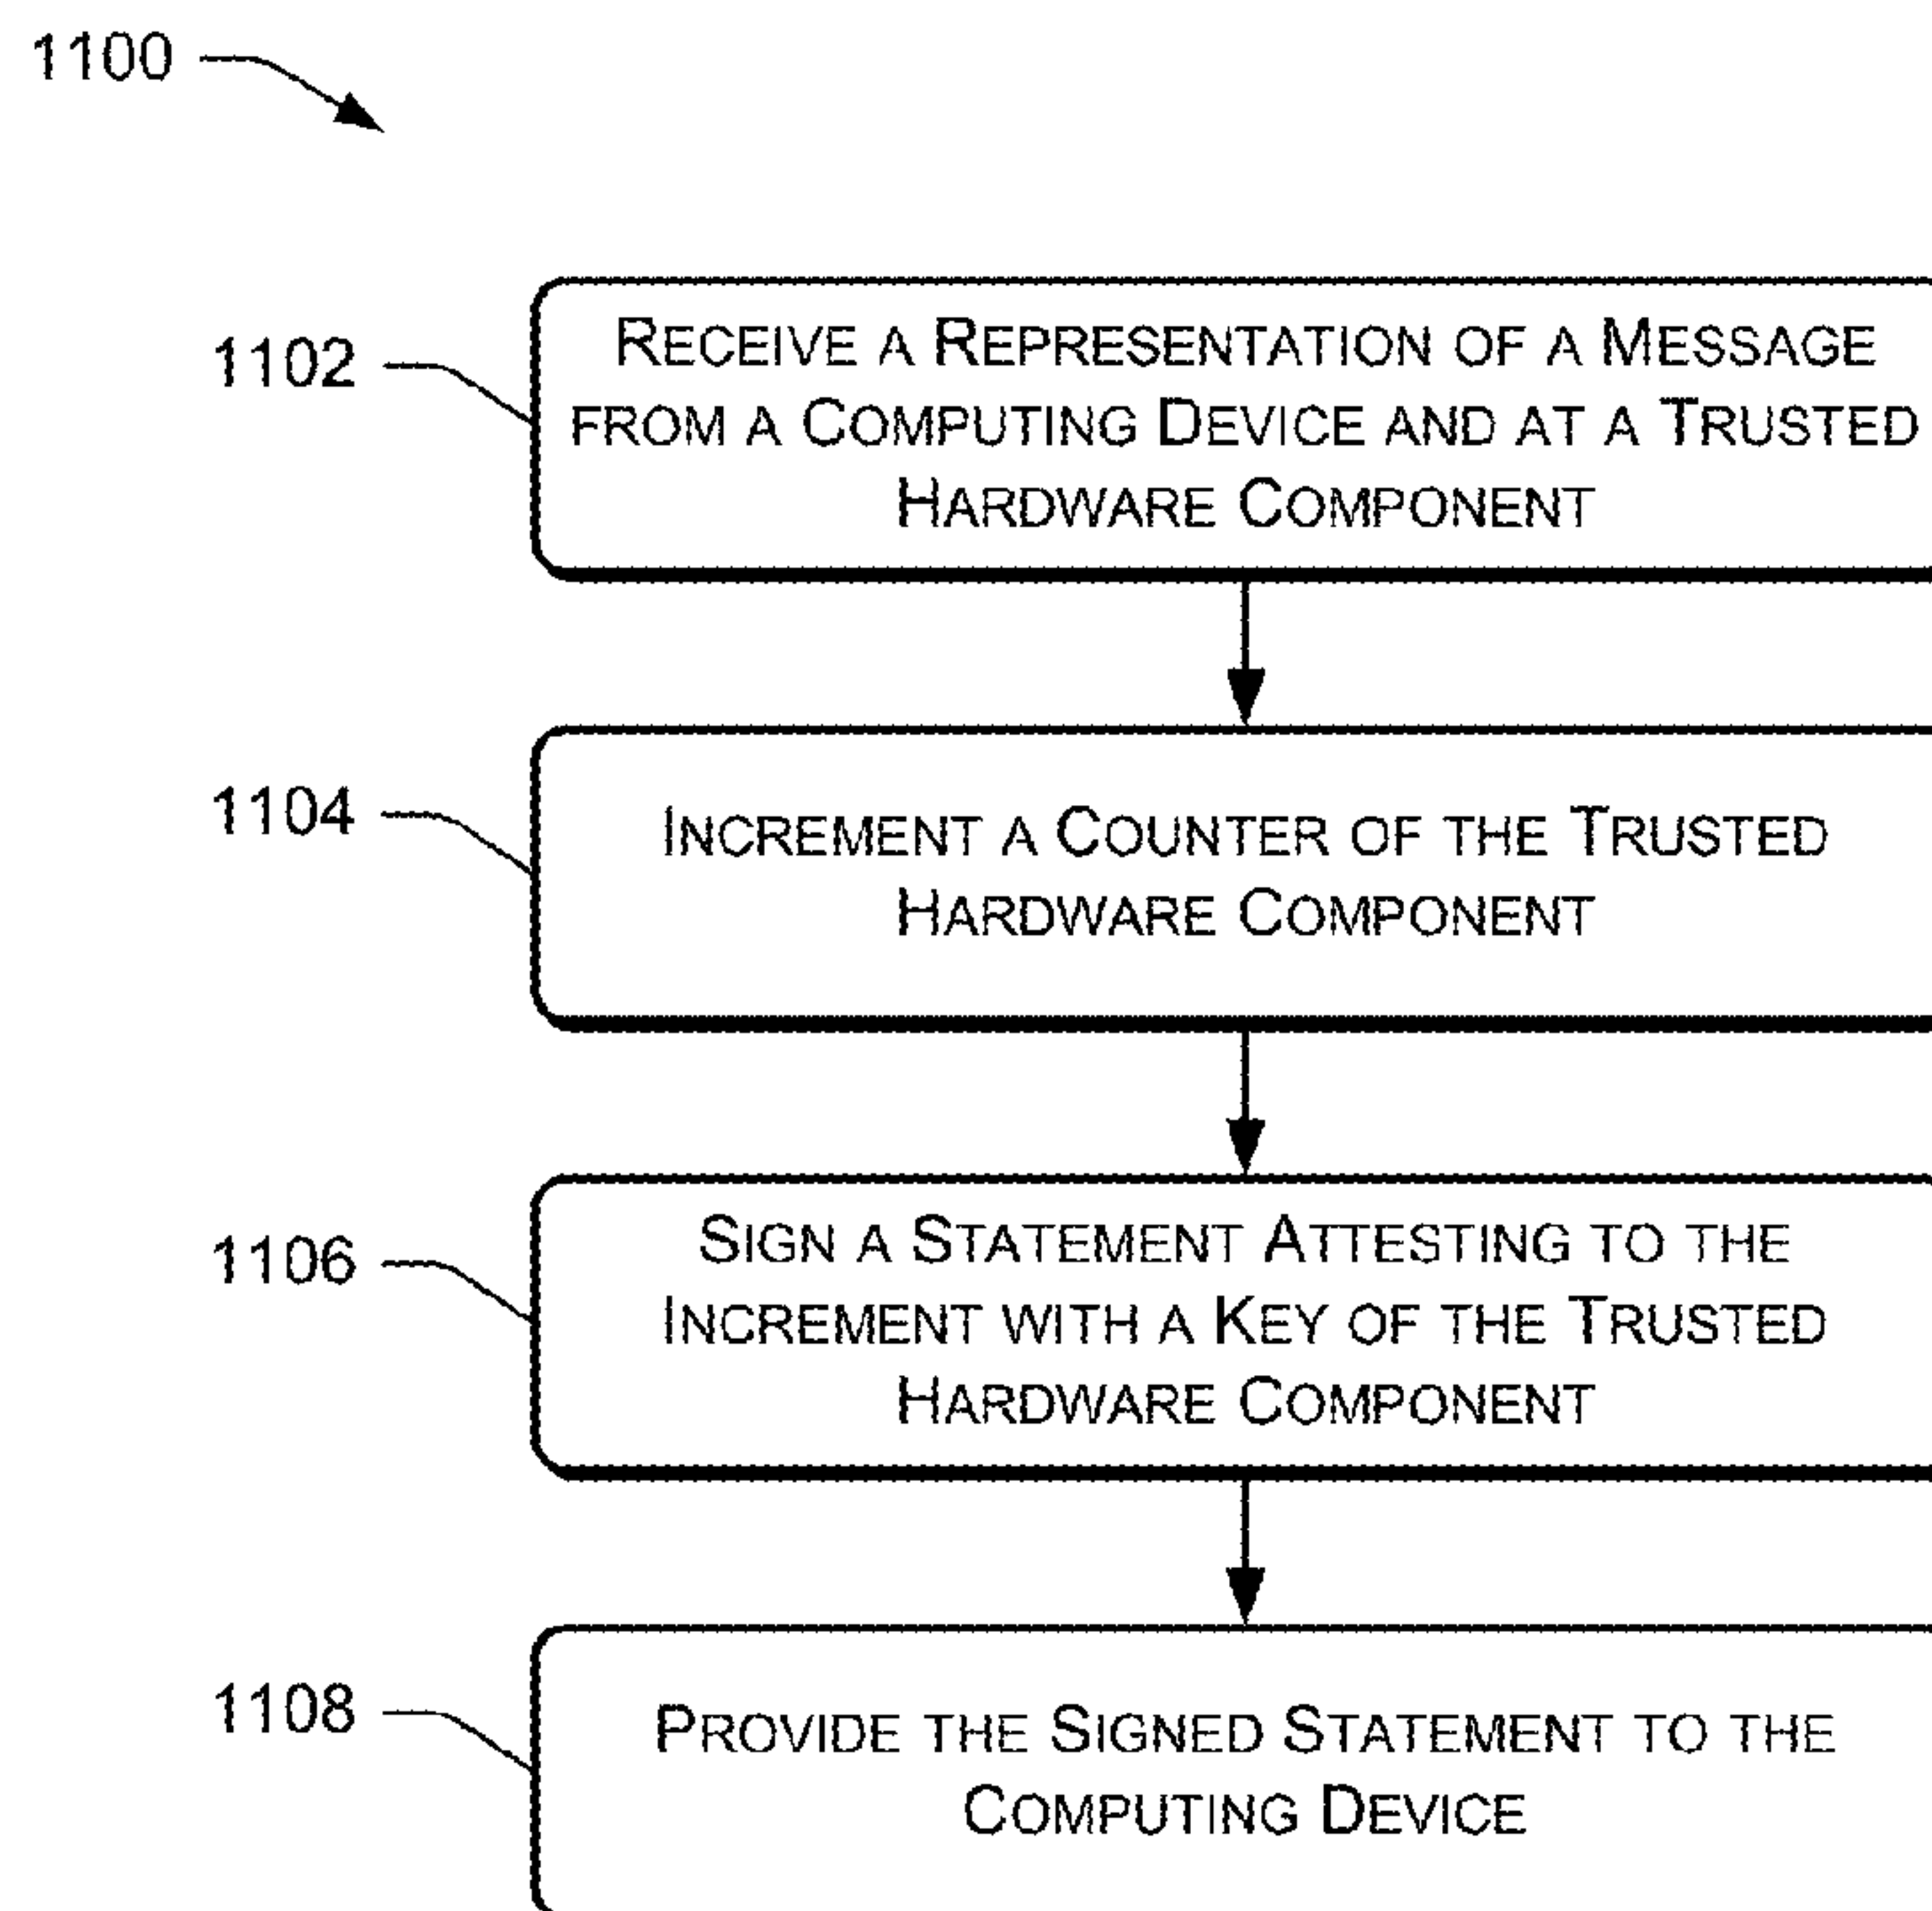 1100
1102
RECEIVE A REPRESENTATION OF A MESSAGE
FROM A COMPUTING DEVICE AND AT A TRUSTED
HARDWARE COMPONENT
1104
INCREMENT A COUNTER OF THE TRUSTED
HARDWARE COMPONENT
1106
SIGN A STATEMENT ATTESTING TO THE
INCREMENT WITH A KEY OF THE TRUSTED
HARDWARE COMPONENT
1108
PROVIDE THE SIGNED STATEMENT TO THE
COMPUTING DEVICE